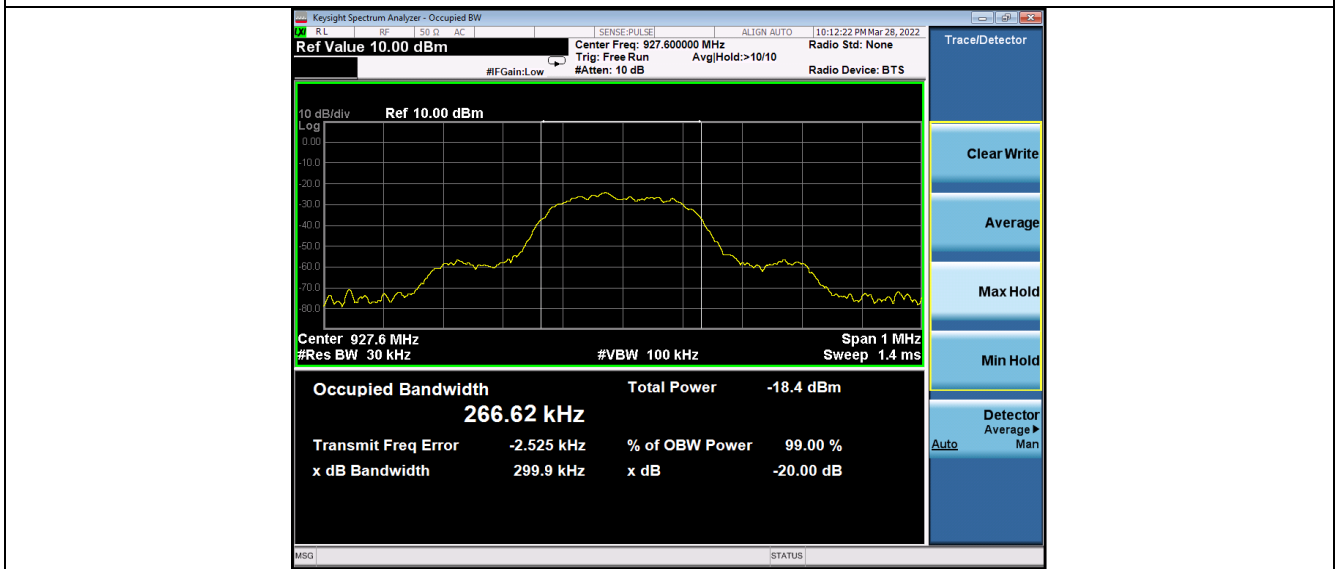 Keysight Spectrum Analyzer - Occupied BW
LXI RL RF 50 Ω AC SENSE:PULSE ALIGN AUTO 10:12:22 PM Mar 28, 2022
Ref Value 10.00 dBm
Center Freq: 927.600000 MHz
Radio Std: None
Trig: Free Run Avg|Hold:>10/10
#IFGain:Low
#Atten: 10 dB
Radio Device: BTS
10 dB/div Ref 10.00 dBm
Log
0.00
-10.0
-20.0
-30.0
-40.0
-50.0
-60.0
-70.0
-80.0
Center 927.6 MHz
Span 1 MHz
#Res BW 30 kHz
#VBW 100 kHz
Sweep 1.4 ms
Occupied Bandwidth
Total Power -18.4 dBm
266.62 kHz
Transmit Freq Error -2.525 kHz
% of OBW Power 99.00 %
x dB Bandwidth 299.9 kHz
x dB -20.00 dB
MSG
STATUS
Trace/Detector
Clear Write
Average
Max Hold
Min Hold
Detector
Average▶
Auto Man